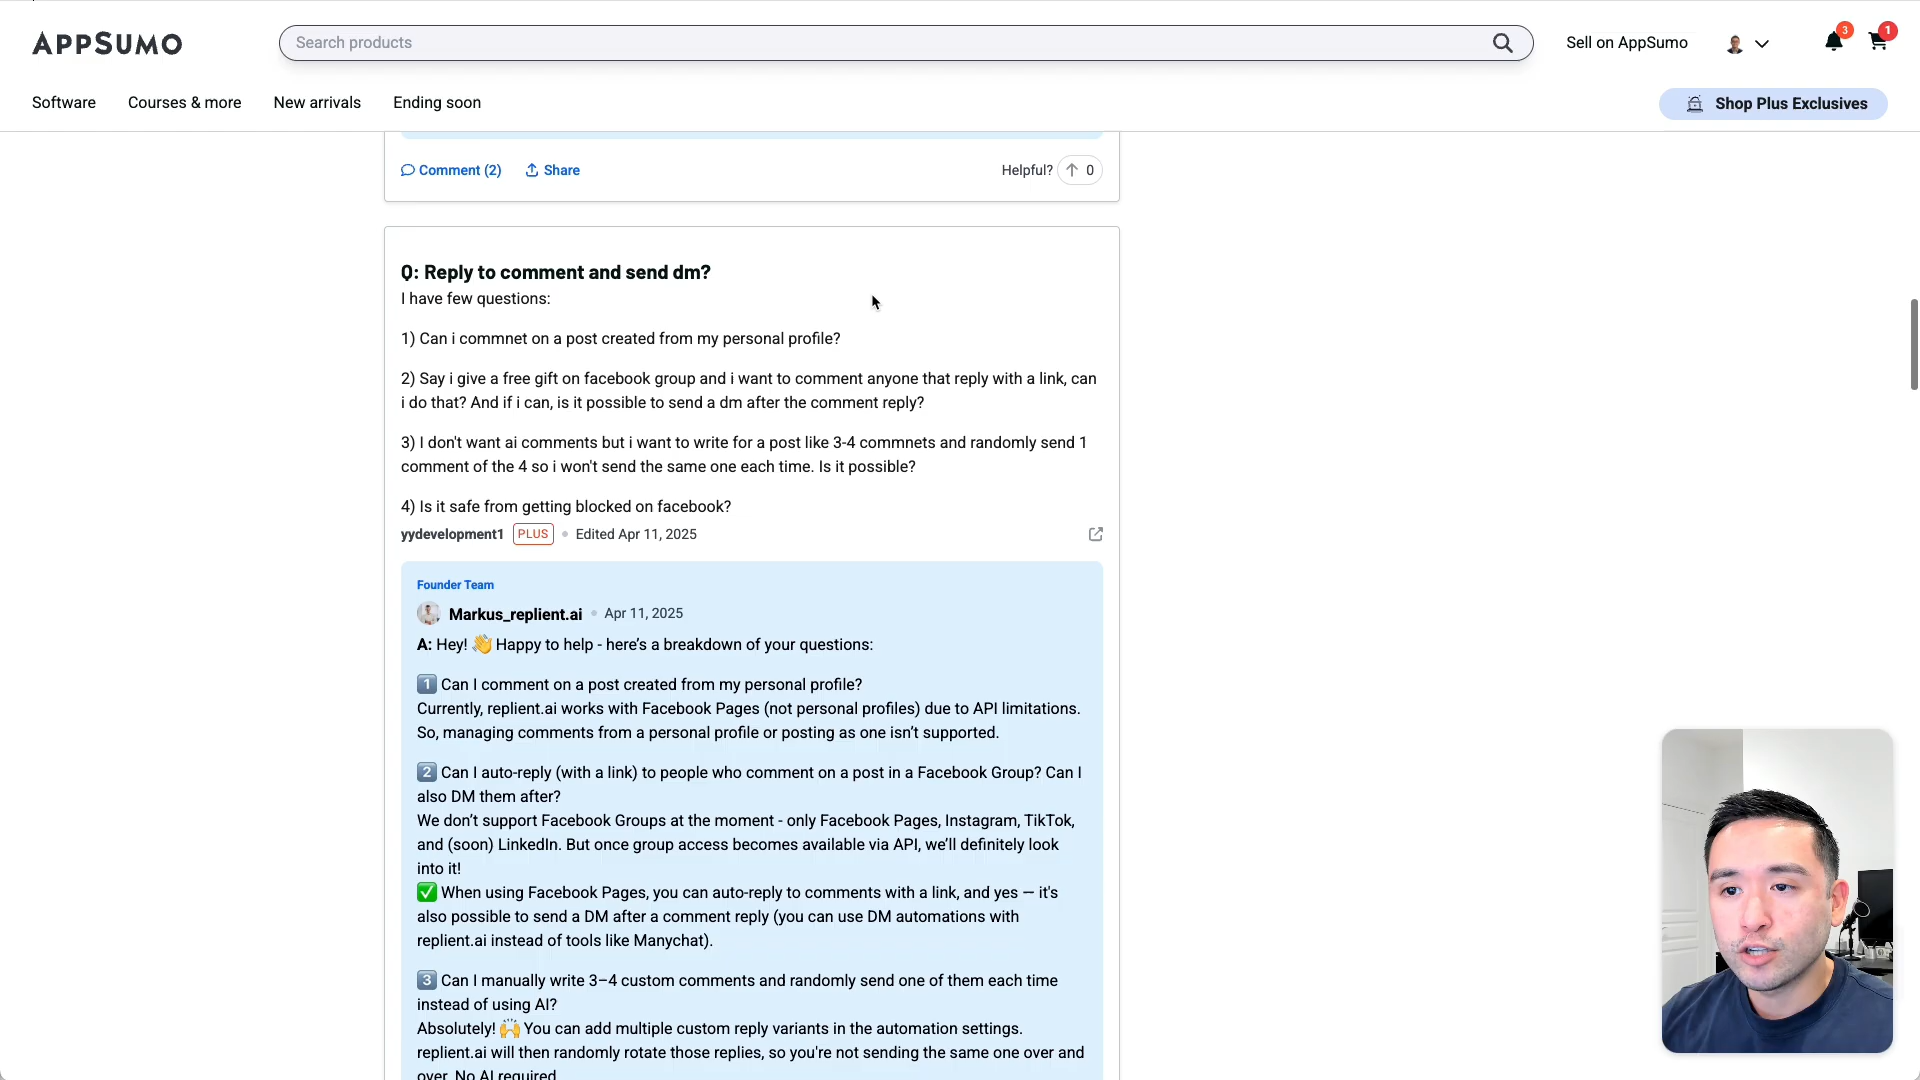 APPSUMO
Search products
Sell on AppSumo
3
1
Software
Courses & more
New arrivals
Ending soon
Shop Plus Exclusives
Comment (2)
Share
Helpful?
0
Q: Reply to comment and send dm?
I have few questions:
1) Can i commnet on a post created from my personal profile?
2) Say i give a free gift on facebook group and i want to comment anyone that reply with a link, can
i do that? And if i can, is it possible to send a dm after the comment reply?
3) I don't want ai comments but i want to write for a post like 3-4 commnets and randomly send 1
comment of the 4 so i won't send the same one each time. Is it possible?
4) Is it safe from getting blocked on facebook?
yydevelopment1 PLUS • Edited Apr 11, 2025
Founder Team
Markus_replient.ai • Apr 11, 2025
A: Hey! 👋 Happy to help - here’s a breakdown of your questions:
1️⃣ Can I comment on a post created from my personal profile?
Currently, replient.ai works with Facebook Pages (not personal profiles) due to API limitations.
So, managing comments from a personal profile or posting as one isn’t supported.
2️⃣ Can I auto-reply (with a link) to people who comment on a post in a Facebook Group? Can I
also DM them after?
We don’t support Facebook Groups at the moment - only Facebook Pages, Instagram, TikTok,
and (soon) LinkedIn. But once group access becomes available via API, we’ll definitely look
into it!
✅ When using Facebook Pages, you can auto-reply to comments with a link, and yes — it's
also possible to send a DM after a comment reply (you can use DM automations with
replient.ai instead of tools like Manychat).
3️⃣ Can I manually write 3–4 custom comments and randomly send one of them each time
instead of using AI?
Absolutely! 🙌 You can add multiple custom reply variants in the automation settings.
replient.ai will then randomly rotate those replies, so you're not sending the same one over and
over. No AI required